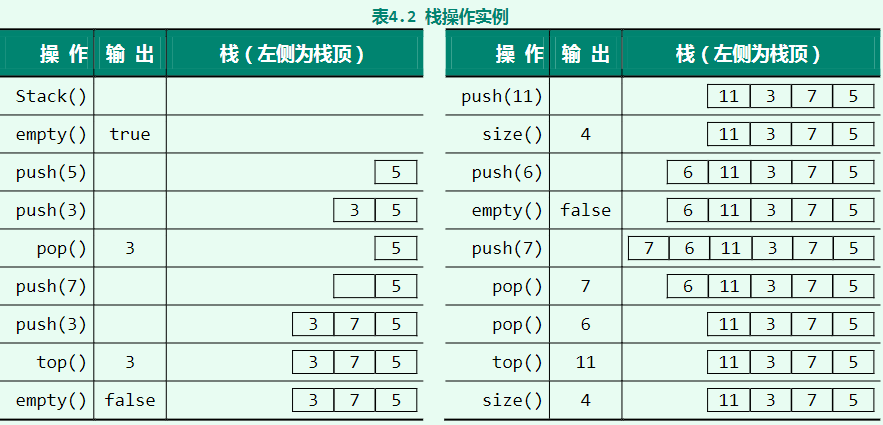 表4.2 栈操作实例
操 作 输 出 栈（左侧为栈顶）
Stack()
empty() true
push(5) 5
push(3) 3 5
pop() 3 5
push(7) 5
push(3) 3 7 5
top() 3 3 7 5
empty() false 3 7 5
操 作 输 出 栈（左侧为栈顶）
push(11) 11 3 7 5
size() 4 11 3 7 5
push(6) 6 11 3 7 5
empty() false 6 11 3 7 5
push(7) 7 6 11 3 7 5
pop() 7 6 11 3 7 5
pop() 6 11 3 7 5
top() 11 11 3 7 5
size() 4 11 3 7 5